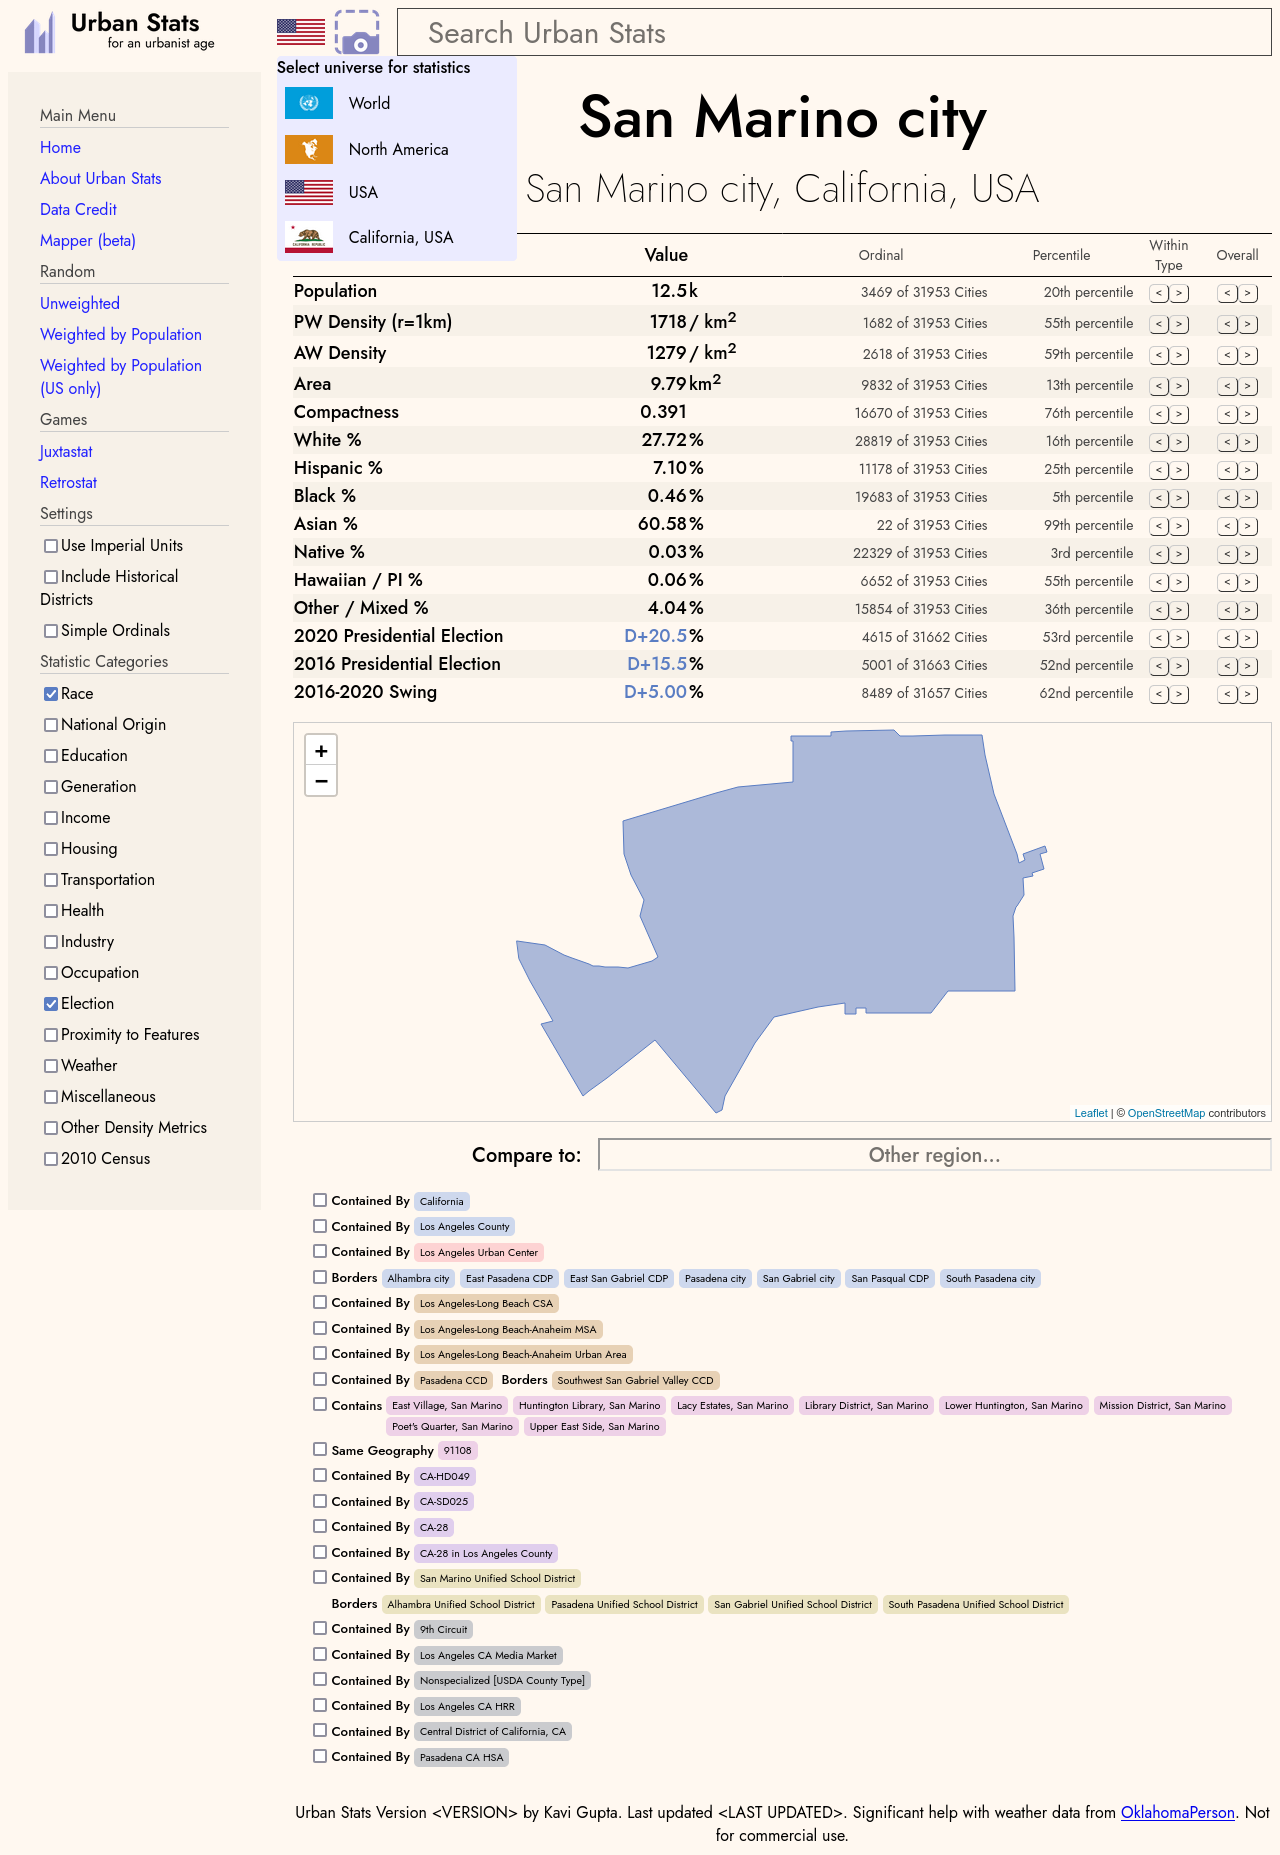 Urban Stats
for an urbanist age
Search Urban Stats
Select universe for statistics
World
North America
USA
California, USA
CALIFORNIA REPUBLIC
Main Menu
Home
About Urban Stats
Data Credit
Mapper (beta)
Random
Unweighted
Weighted by Population
Weighted by Population
(US only)
Games
Juxtastat
Retrostat
Settings
Use Imperial Units
Include Historical
Districts
Simple Ordinals
Statistic Categories
Race
National Origin
Education
Generation
Income
Housing
Transportation
Health
Industry
Occupation
Election
Proximity to Features
Weather
Miscellaneous
Other Density Metrics
2010 Census
San Marino city
San Marino city, California, USA
Value Ordinal Percentile Within Type Overall
Population 12.5k 3469 of 31953 Cities 20th percentile < > < >
PW Density (r=1km) 1718 / km2 1682 of 31953 Cities 55th percentile < > < >
AW Density 1279 / km2 2618 of 31953 Cities 59th percentile < > < >
Area 9.79 km2 9832 of 31953 Cities 13th percentile < > < >
Compactness 0.391 16670 of 31953 Cities 76th percentile < > < >
White % 27.72% 28819 of 31953 Cities 16th percentile < > < >
Hispanic % 7.10% 11178 of 31953 Cities 25th percentile < > < >
Black % 0.46% 19683 of 31953 Cities 5th percentile < > < >
Asian % 60.58% 22 of 31953 Cities 99th percentile < > < >
Native % 0.03% 22329 of 31953 Cities 3rd percentile < > < >
Hawaiian / PI % 0.06% 6652 of 31953 Cities 55th percentile < > < >
Other / Mixed % 4.04% 15854 of 31953 Cities 36th percentile < > < >
2020 Presidential Election D+20.5% 4615 of 31662 Cities 53rd percentile < > < >
2016 Presidential Election D+15.5% 5001 of 31663 Cities 52nd percentile < > < >
2016-2020 Swing D+5.00% 8489 of 31657 Cities 62nd percentile < > < >
+
−
Leaflet | © OpenStreetMap contributors
Compare to: Other region...
Contained By California
Contained By Los Angeles County
Contained By Los Angeles Urban Center
Borders Alhambra city East Pasadena CDP East San Gabriel CDP Pasadena city San Gabriel city San Pasqual CDP South Pasadena city
Contained By Los Angeles-Long Beach CSA
Contained By Los Angeles-Long Beach-Anaheim MSA
Contained By Los Angeles-Long Beach-Anaheim Urban Area
Contained By Pasadena CCD Borders Southwest San Gabriel Valley CCD
Contains East Village, San Marino Huntington Library, San Marino Lacy Estates, San Marino Library District, San Marino Lower Huntington, San Marino Mission District, San Marino
Poet's Quarter, San Marino Upper East Side, San Marino
Same Geography 91108
Contained By CA-HD049
Contained By CA-SD025
Contained By CA-28
Contained By CA-28 in Los Angeles County
Contained By San Marino Unified School District
Borders Alhambra Unified School District Pasadena Unified School District San Gabriel Unified School District South Pasadena Unified School District
Contained By 9th Circuit
Contained By Los Angeles CA Media Market
Contained By Nonspecialized [USDA County Type]
Contained By Los Angeles CA HRR
Contained By Central District of California, CA
Contained By Pasadena CA HSA
Urban Stats Version <VERSION> by Kavi Gupta. Last updated <LAST UPDATED>. Significant help with weather data from OklahomaPerson. Not
for commercial use.